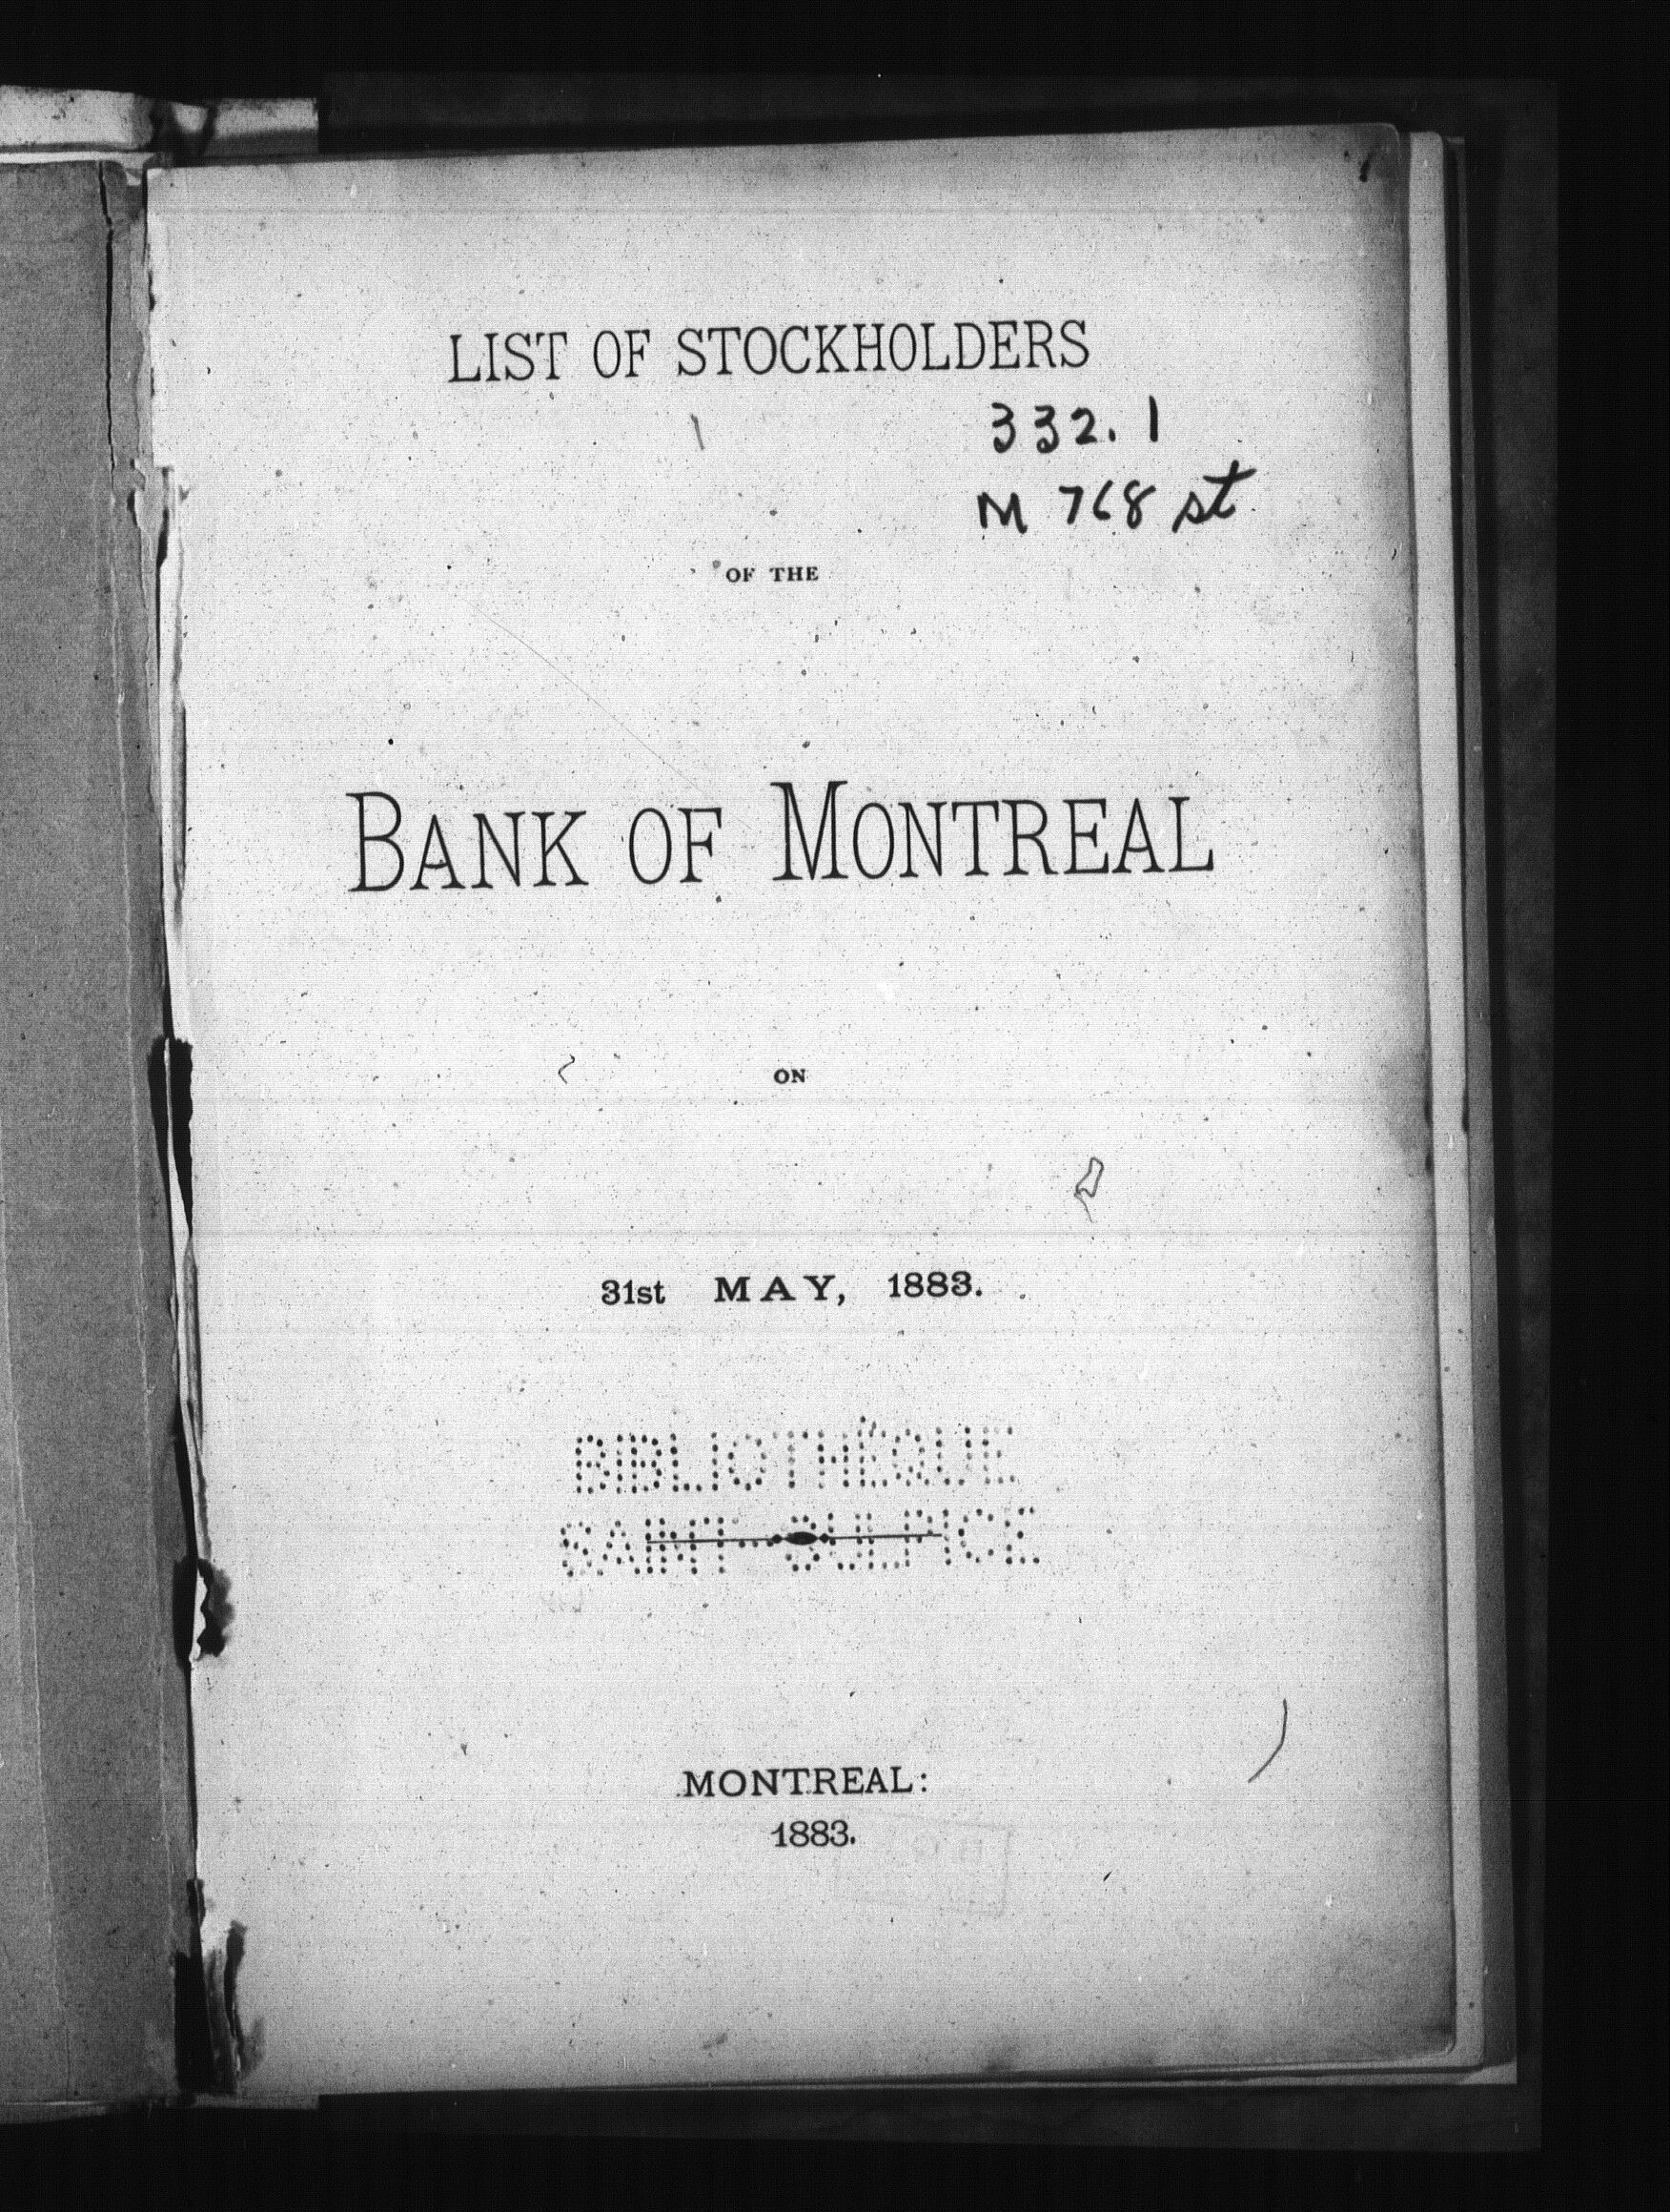 LIST OF STOCKHOLDERS
332.1
M 768 st
OF THE
BANK OF MONTREAL
ON
31st MAY, 1883.
BIBLIOTHÈQUE
SAINT-SULPICE
MONTREAL:
1883.